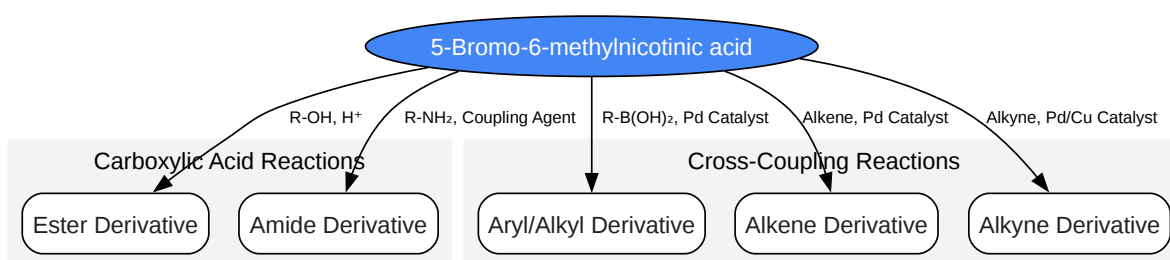 5-Bromo-6-methylnicotinic acid
R-OH, H⁺
R-NH₂, Coupling Agent
R-B(OH)₂, Pd Catalyst
Alkene, Pd Catalyst
Alkyne, Pd/Cu Catalyst
Carboxylic Acid Reactions
Cross-Coupling Reactions
Ester Derivative
Amide Derivative
Aryl/Alkyl Derivative
Alkene Derivative
Alkyne Derivative